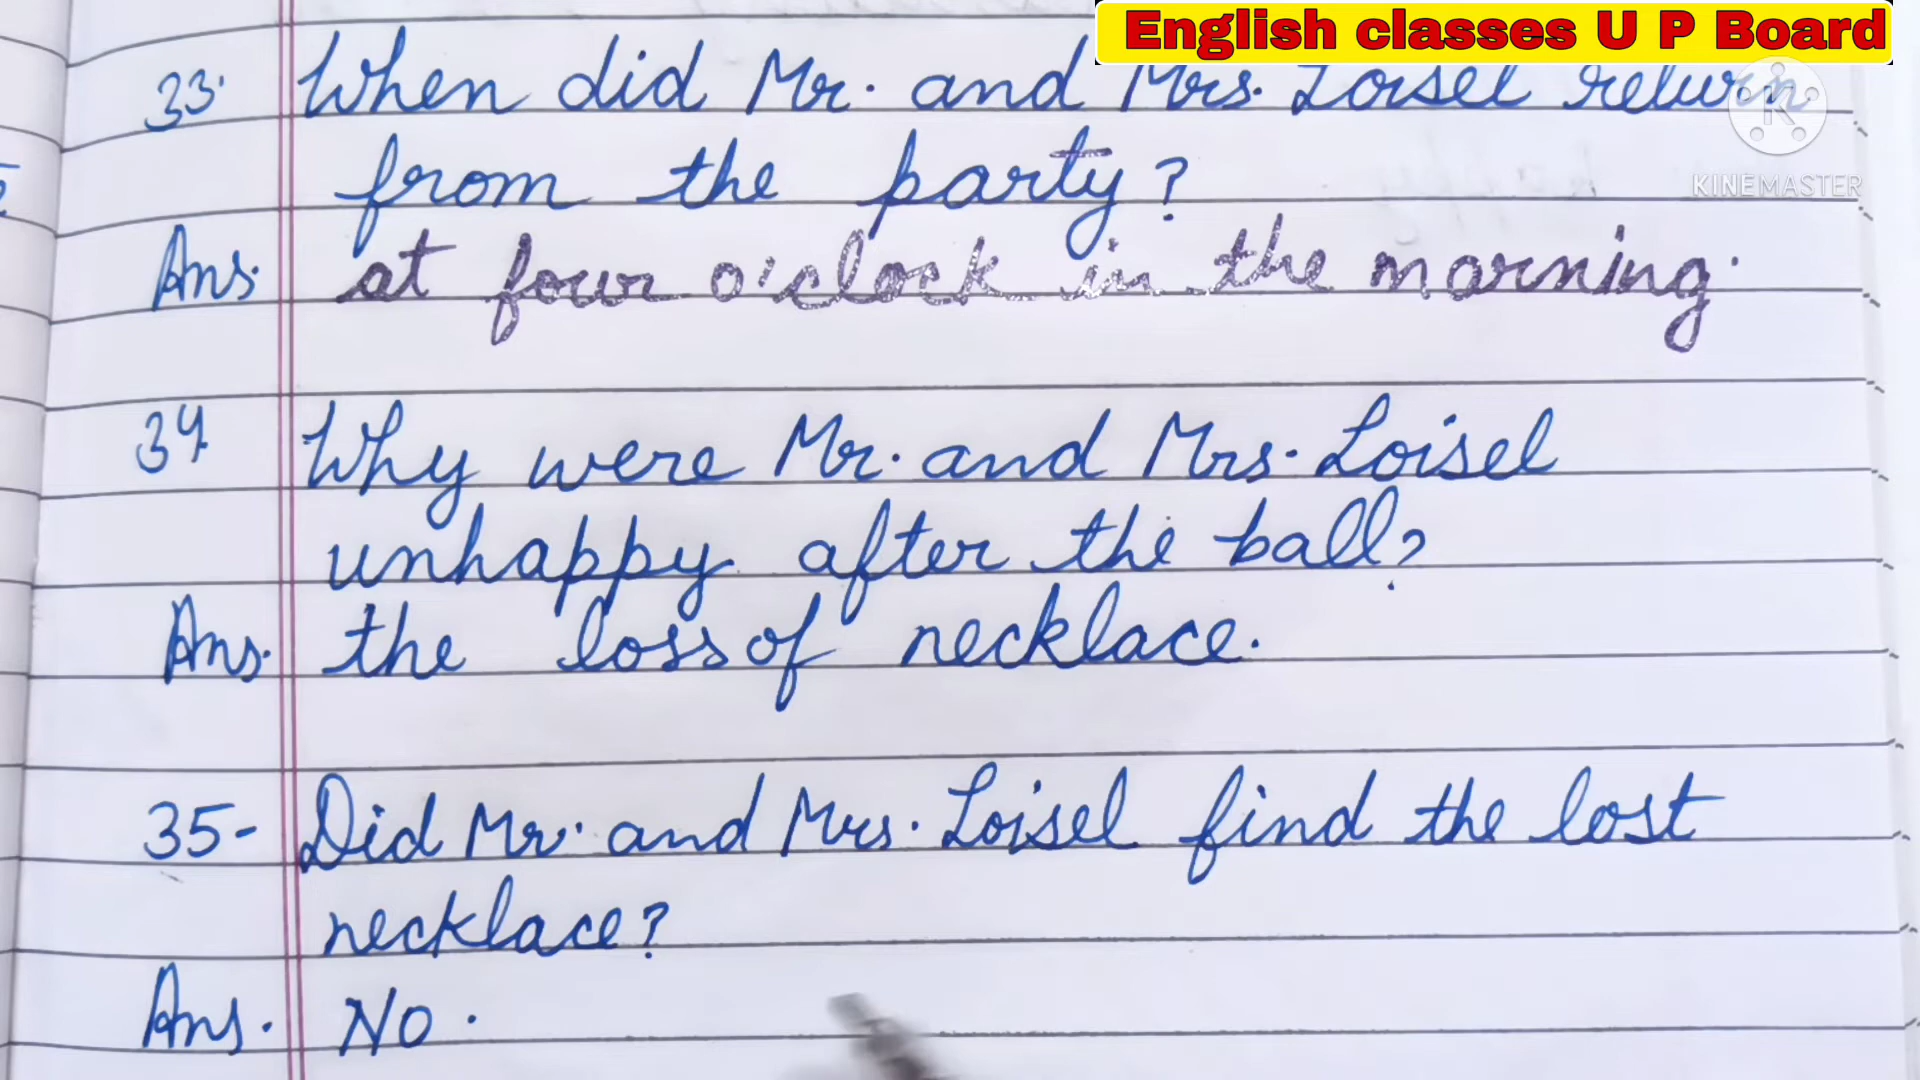 English classes U P Board
33. When did Mr. and Mrs. Loisel return
KINEMASTER
from the party?
Ans. at four o'clock in the morning.
34. Why were Mr. and Mrs. Loisel
unhappy after the ball?
Ans. the loss of necklace.
35- Did Mr. and Mrs. Loisel find the lost
necklace?
Ans. No.